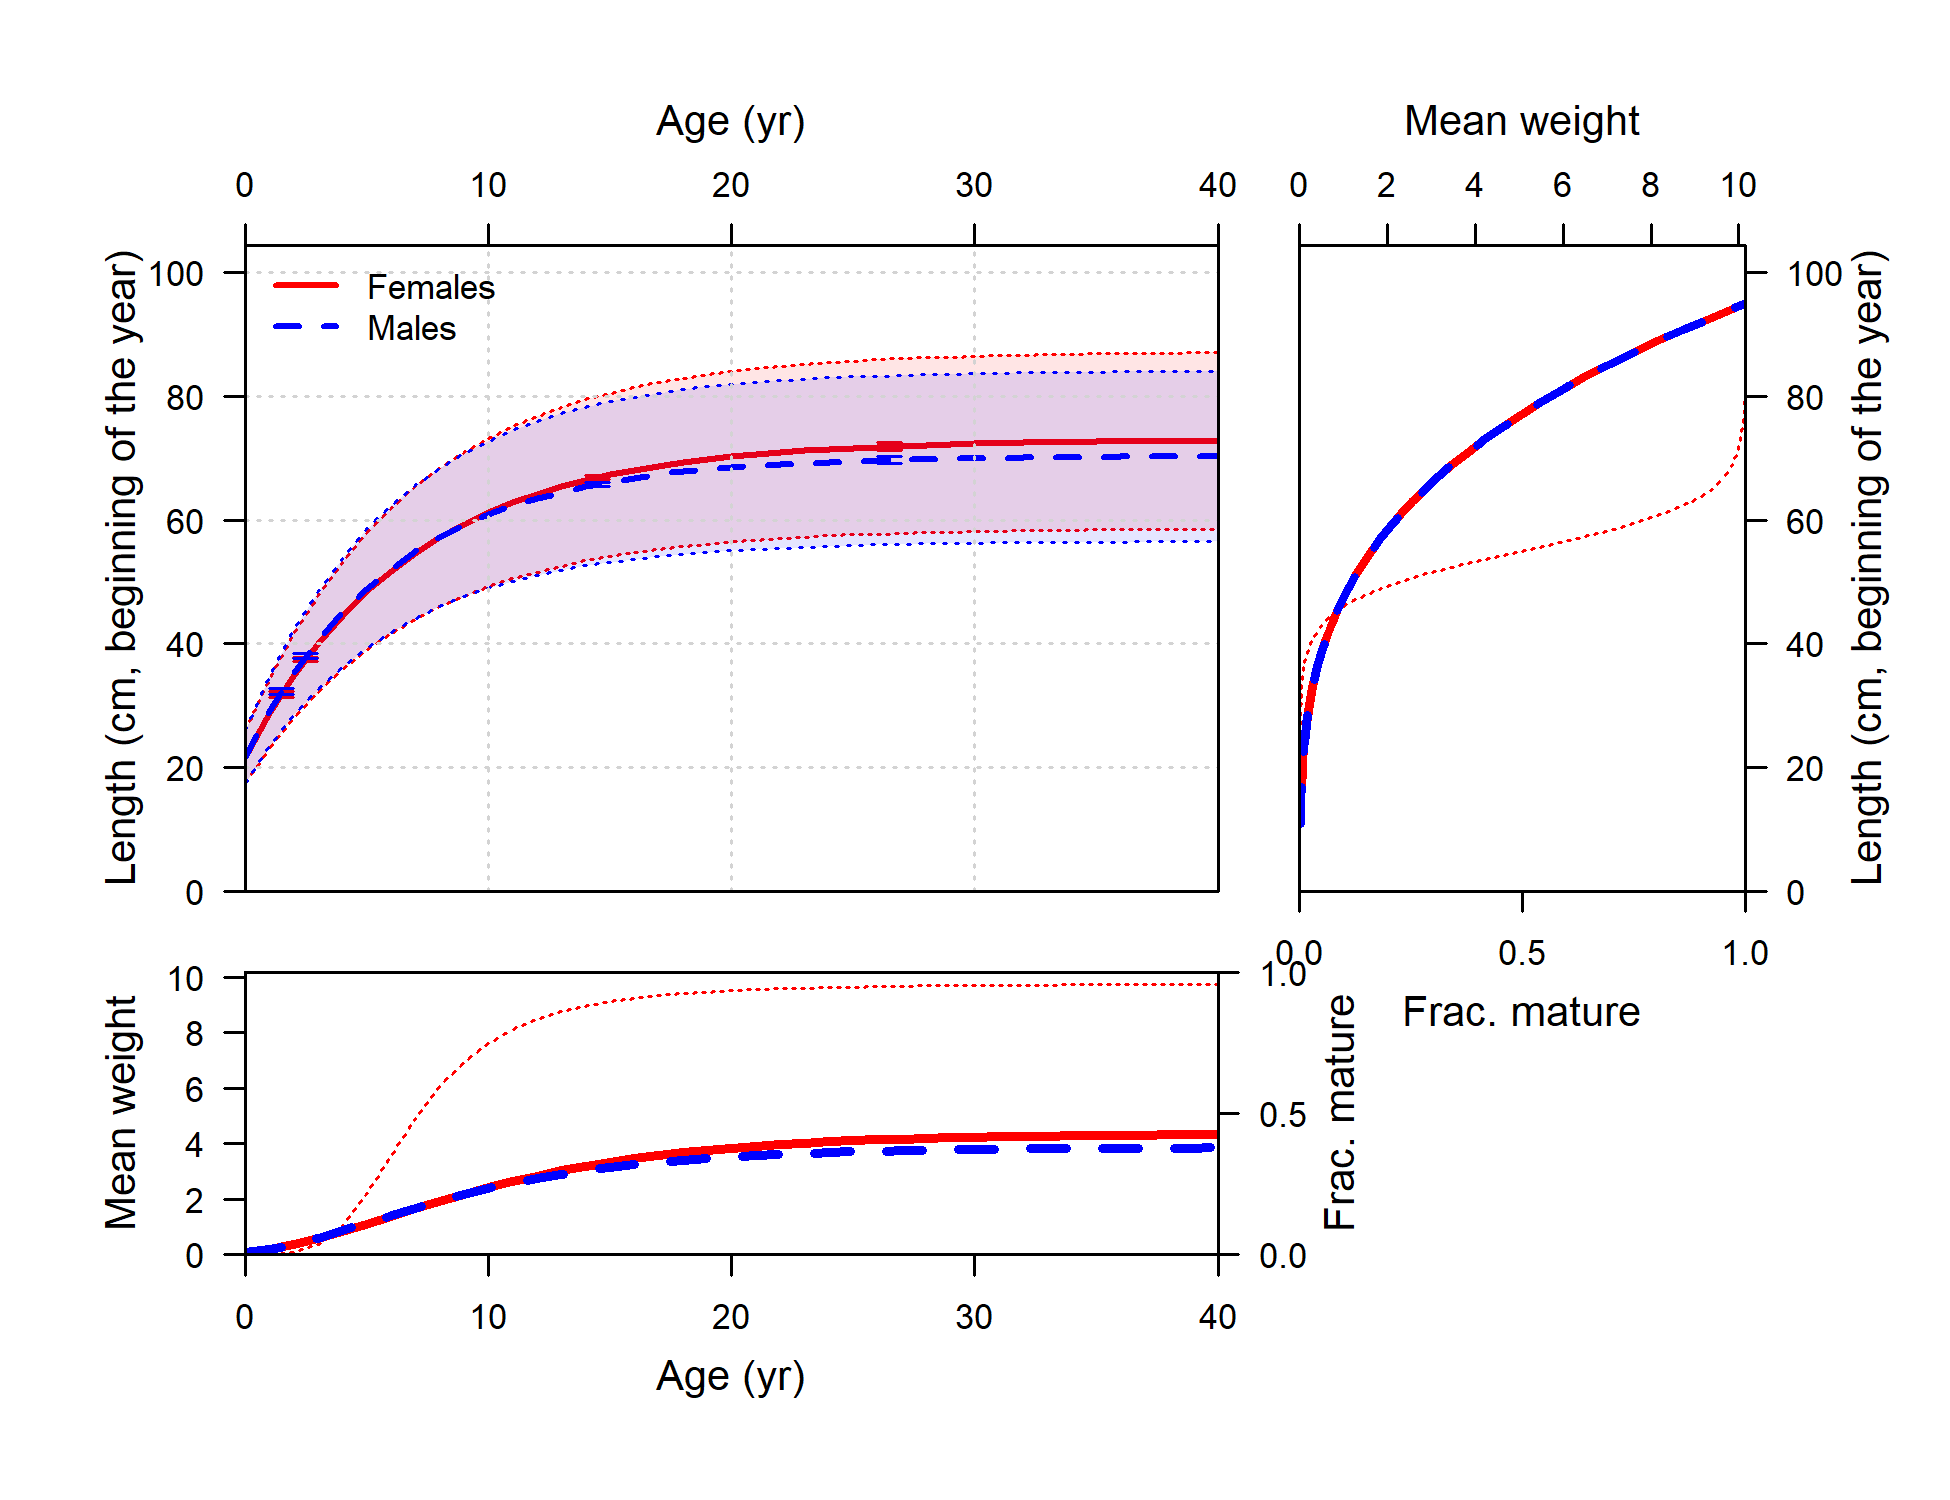 Age (yr)
0 10 20 30 40
Length (cm, beginning of the year)
100
80
60
40
20
0
Females
Males
Mean weight
0 2 4 6 8 10
100
80
60
40
20
0
Length (cm, beginning of the year)
0.0 0.5 1.0
Frac. mature
Mean weight
10
8
6
4
2
0
1.0
0.5
0.0
Frac. mature
0 10 20 30 40
Age (yr)